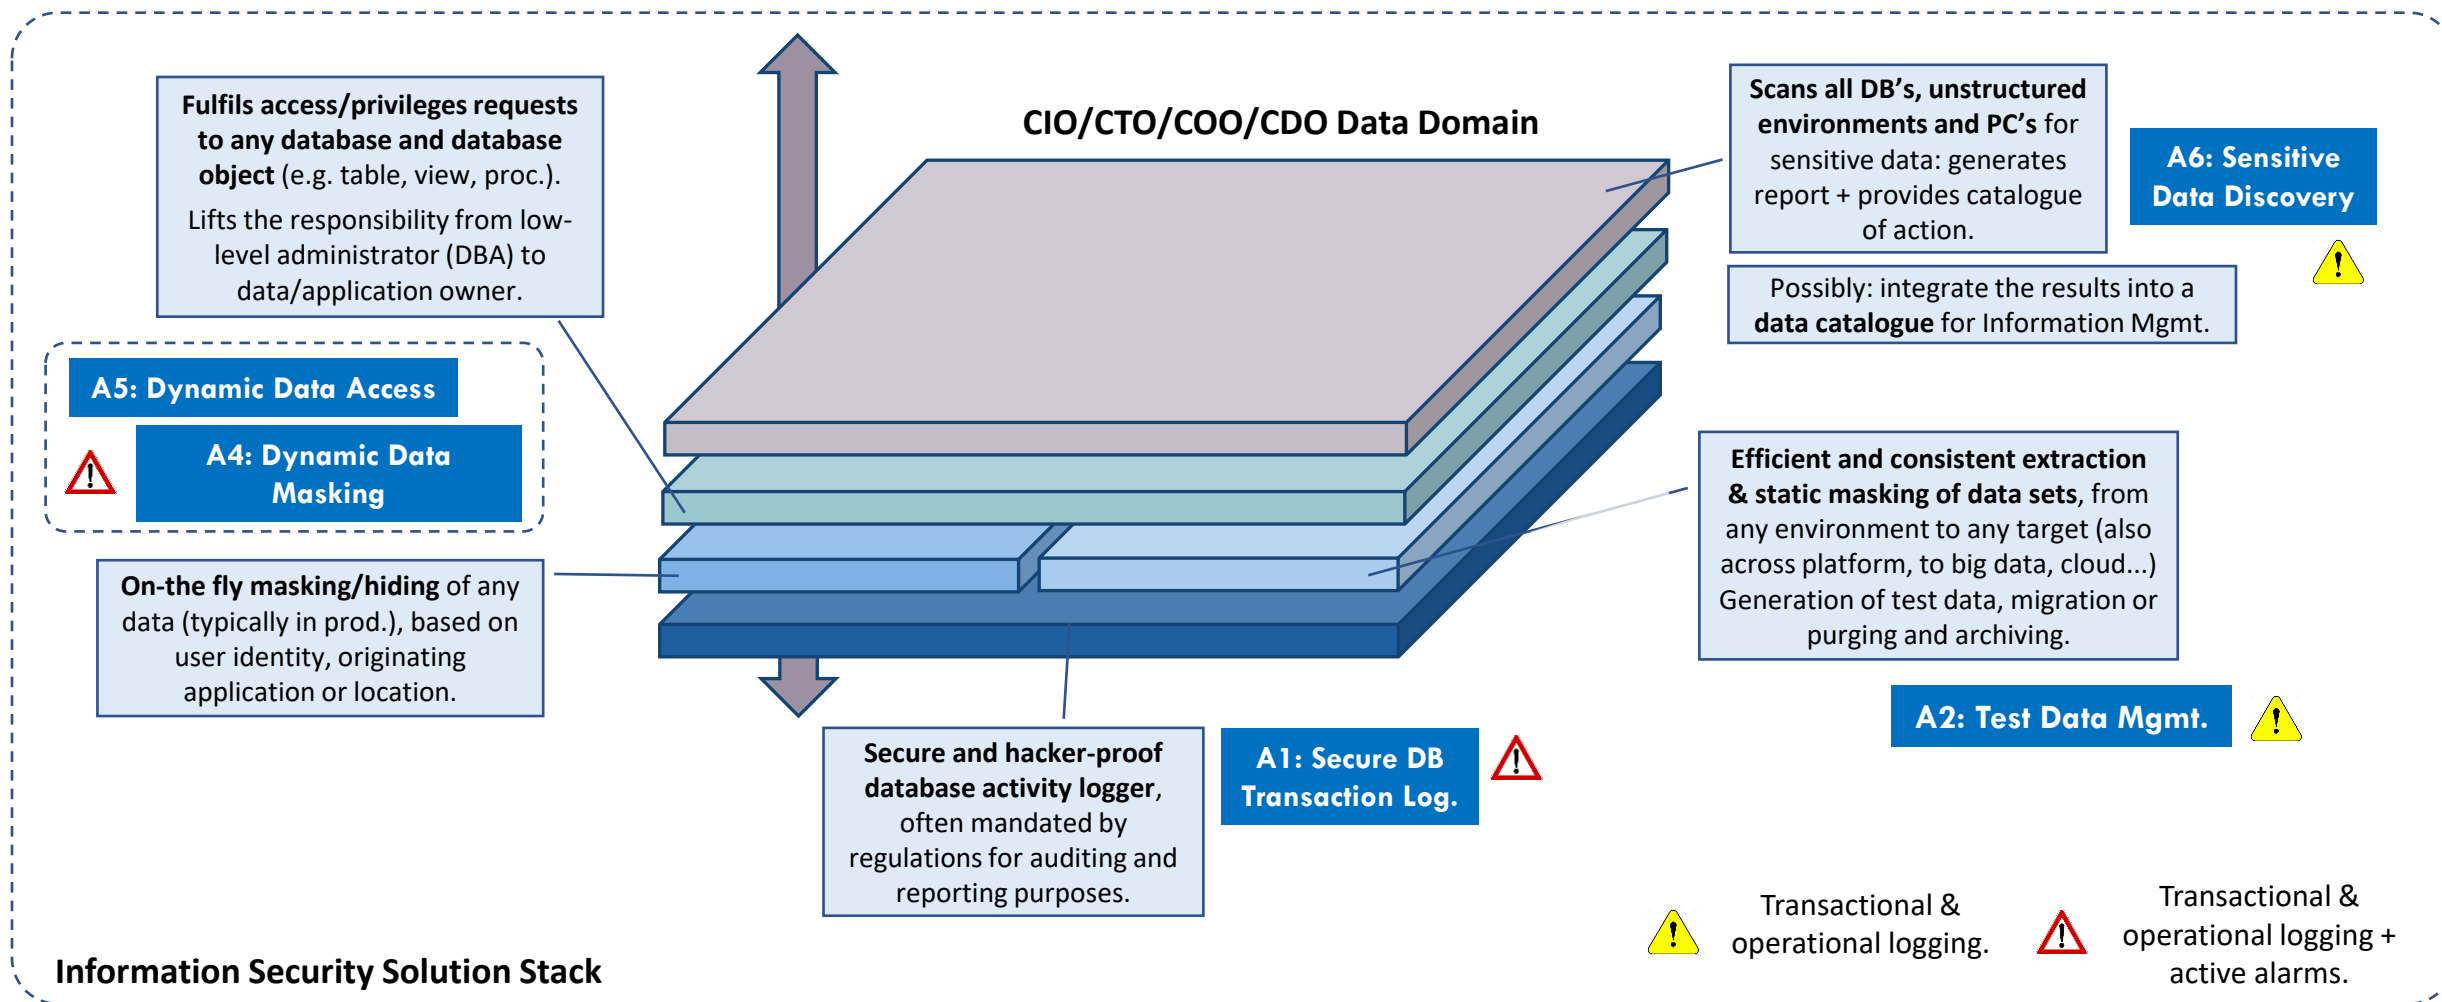 CIO/CTO/COO/CDO Data Domain
Fulfils access/privileges requests
to any database and database
object (e.g. table, view, proc.).
Lifts the responsibility from low-
level administrator (DBA) to
data/application owner.
A5: Dynamic Data Access
A4: Dynamic Data
Masking
On-the fly masking/hiding of any
data (typically in prod.), based on
user identity, originating
application or location.
Secure and hacker-proof
database activity logger,
often mandated by
regulations for auditing and
reporting purposes.
A1: Secure DB
Transaction Log.
Scans all DB's, unstructured
environments and PC's for
sensitive data: generates
report + provides catalogue
of action.
A6: Sensitive
Data Discovery
Possibly: integrate the results into a
data catalogue for Information Mgmt.
Efficient and consistent extraction
& static masking of data sets, from
any environment to any target (also
across platform, to big data, cloud...)
Generation of test data, migration or
purging and archiving.
A2: Test Data Mgmt.
Transactional &
operational logging.
Transactional &
operational logging +
active alarms.
Information Security Solution Stack